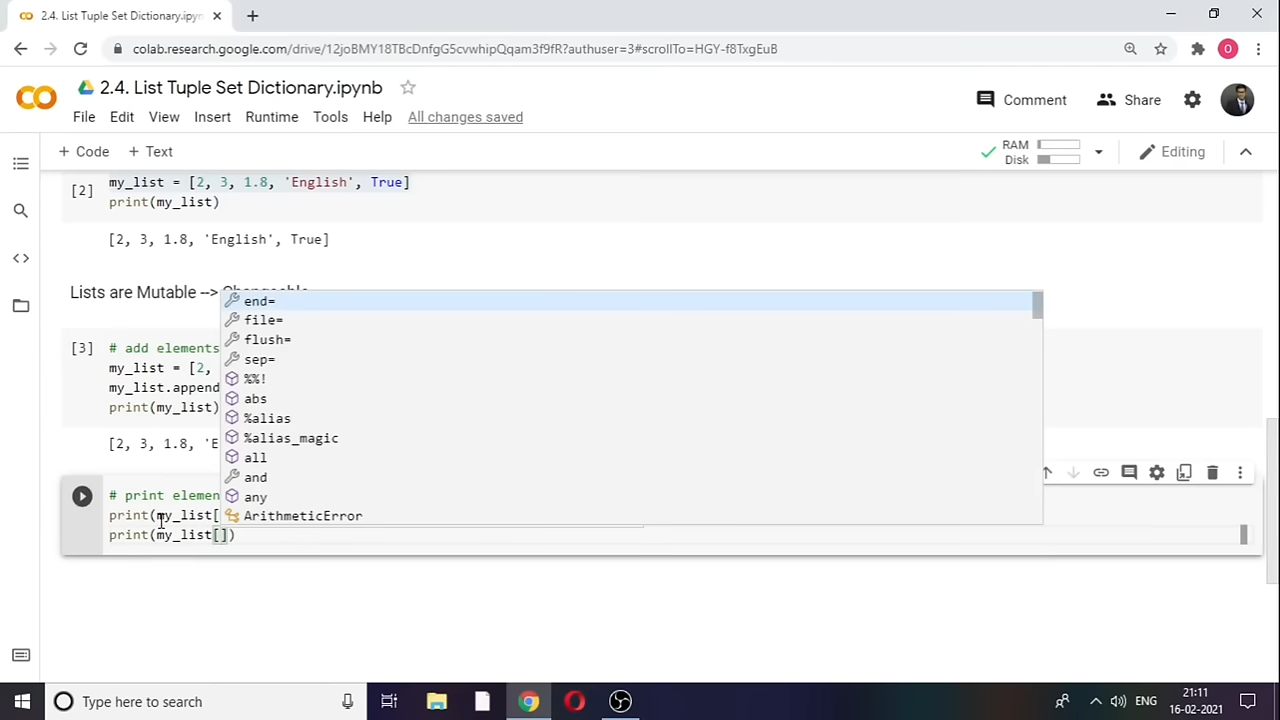 2.4. List Tuple Set Dictionary.ipyn
colab.research.google.com/drive/12joBMY18TBcDnfgG5cvwhipQqam3f9fR?authuser=3#scrollTo=HGY-f8TxgEuB
O
2.4. List Tuple Set Dictionary.ipynb
Comment
Share
File Edit View Insert Runtime Tools Help All changes saved
+ Code + Text
RAM
Disk
Editing
[2]
my_list = [2, 3, 1.8, 'English', True]
print(my_list)
[2, 3, 1.8, 'English', True]
Lists are Mutable --> Changeable
[3]
# add elements
my_list = [2,
my_list.append
print(my_list)
[2, 3, 1.8, 'E
end=
file=
flush=
sep=
%%!
abs
%alias
%alias_magic
all
and
any
ArithmeticError
# print elemen
print(my_list[
print(my_list[])
Type here to search
ENG
21:11
16-02-2021